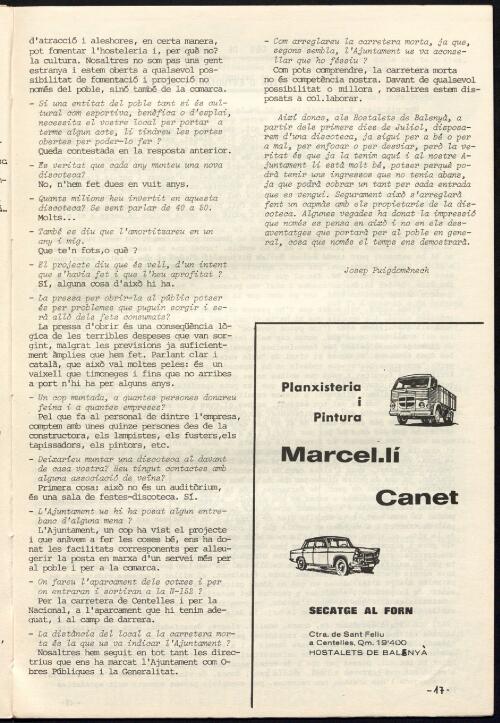 d'atracció i aleshores, en certa manera,
pot fomentar l'hosteleria i, per què no?
la cultura. Nosaltres no som pas uns gent
estranya i estem oberts a qualsevol pos-
sibilitat de fomentació i projecció no
només del poble, sinó també de la comarca.
- Si una entitat del poble tant si és cul-
tural com esportiva, benèfica o d'esplai,
necessita el vostre local per portar a
terme algun acte, li tindreu les portes
obertes per poder-lo fer ?
Queda contestada en la resposta anterior.
- És veritat que cada any monteu una nova
discoteca?
No, n'hem fet dues en vuit anys.
- Quants milions heu invertit en aquesta
discoteca? Se sent parlar de 40 a 50.
Molts...
- També es diu que l'amortitzareu en un
any i mig.
Que te'n fots,o què ?
- El projecte diu que és vell, d'un intent
que s'havia fet i que l'heu aprofitat ?
Sí, alguna cosa d'això hi ha.
- La pressa per obrir-la al públic potser
és per problemes que puguin sorgir i se-
rà allò dels fets consumats?
La pressa d'obrir és una conseqüència lò-
gica de les terribles despeses que van sor-
gint, malgrat les previsions ja suficient-
ment àmplies que hem fet. Parlant clar i
català, que això val moltes peles: és un
vaixell que timoneges i fins que no arribes
a port n'hi ha per alguns anys.
- Un cop muntada, a quantes persones donareu
feina i a quantes empreses?
Pel que fa al personal de dintre l'empresa,
comptem amb unes quinze persones des de la
constructora, els lampistes, els fusters,els
tapissadors, els pintors, etc.
- Deixaríeu muntar una discoteca al davant
de casa vostra? Heu tingut contactes amb
alguna associació de veïns?
Primera cosa: això no és un auditòrium,
és una sala de festes-discoteca. Sí.
- L'Ajuntament us hi ha posat algun entre-
banc d'alguna mena ?
L'Ajuntament, un cop ha vist el projecte
i que anàvem a fer les coses bé, ens ha do-
nat les facilitats corresponents per alleu-
gerir la posta en marxa d'un servei més per
al poble i per a la comarca.
- On fareu l'aparcament dels cotxes i per
on entraran i sortiran a la N-152 ?
Per la carretera de Centelles i per la
Nacional, a l'aparcament que hi tenim ade-
quat, i al camp de darrera.
- La distància del local a la carretera mor-
ta és la que us va indicar l'Ajuntament ?
Nosaltres hem seguit en tot tant les direc-
trius que ens ha marcat l'Ajuntament com O-
bres Públiques i la Generalitat.
- Com arreglareu la carretera morta, ja que,
segons sembla, l'Ajuntament us va aconse-
llar que ho féssiu ?
Com pots comprendre, la carretera morta
no és competència nostra. Davant de qualsevol
possibilitat o millora , nosaltres estem dis-
posats a col.laborar.
Així doncs, als Hostalets de Balenyà, a
partir dels primers dies de Juliol, disposa-
rem d'una discoteca, ja sigui per a bé o per
a mal, per enfocar o per desviar, però la ve-
ritat és que ja la tenim aquí i al nostre A-
juntament li està molt bé, potser perquè po-
drà tenir uns ingressos que no tenia abans,
ja que podrà cobrar un tant per cada entrada
que es vengui. Segurament això s'arreglarà
fent un capmàs amb els propietaris de la dis-
coteca. Algunes vegades ha donat la impressió
que només es pensa en això i no en els des-
aventatges que portarà per al poble en gene-
ral, cosa que només el temps ens demostrarà.
Josep Puigdomènech
Planxisteria
i
Pintura
Marcel.lí
Canet
SECATGE AL FORN
Ctra. de Sant Feliu
a Centelles, Qm. 19'400
HOSTALETS DE BALENYÀ
-17-